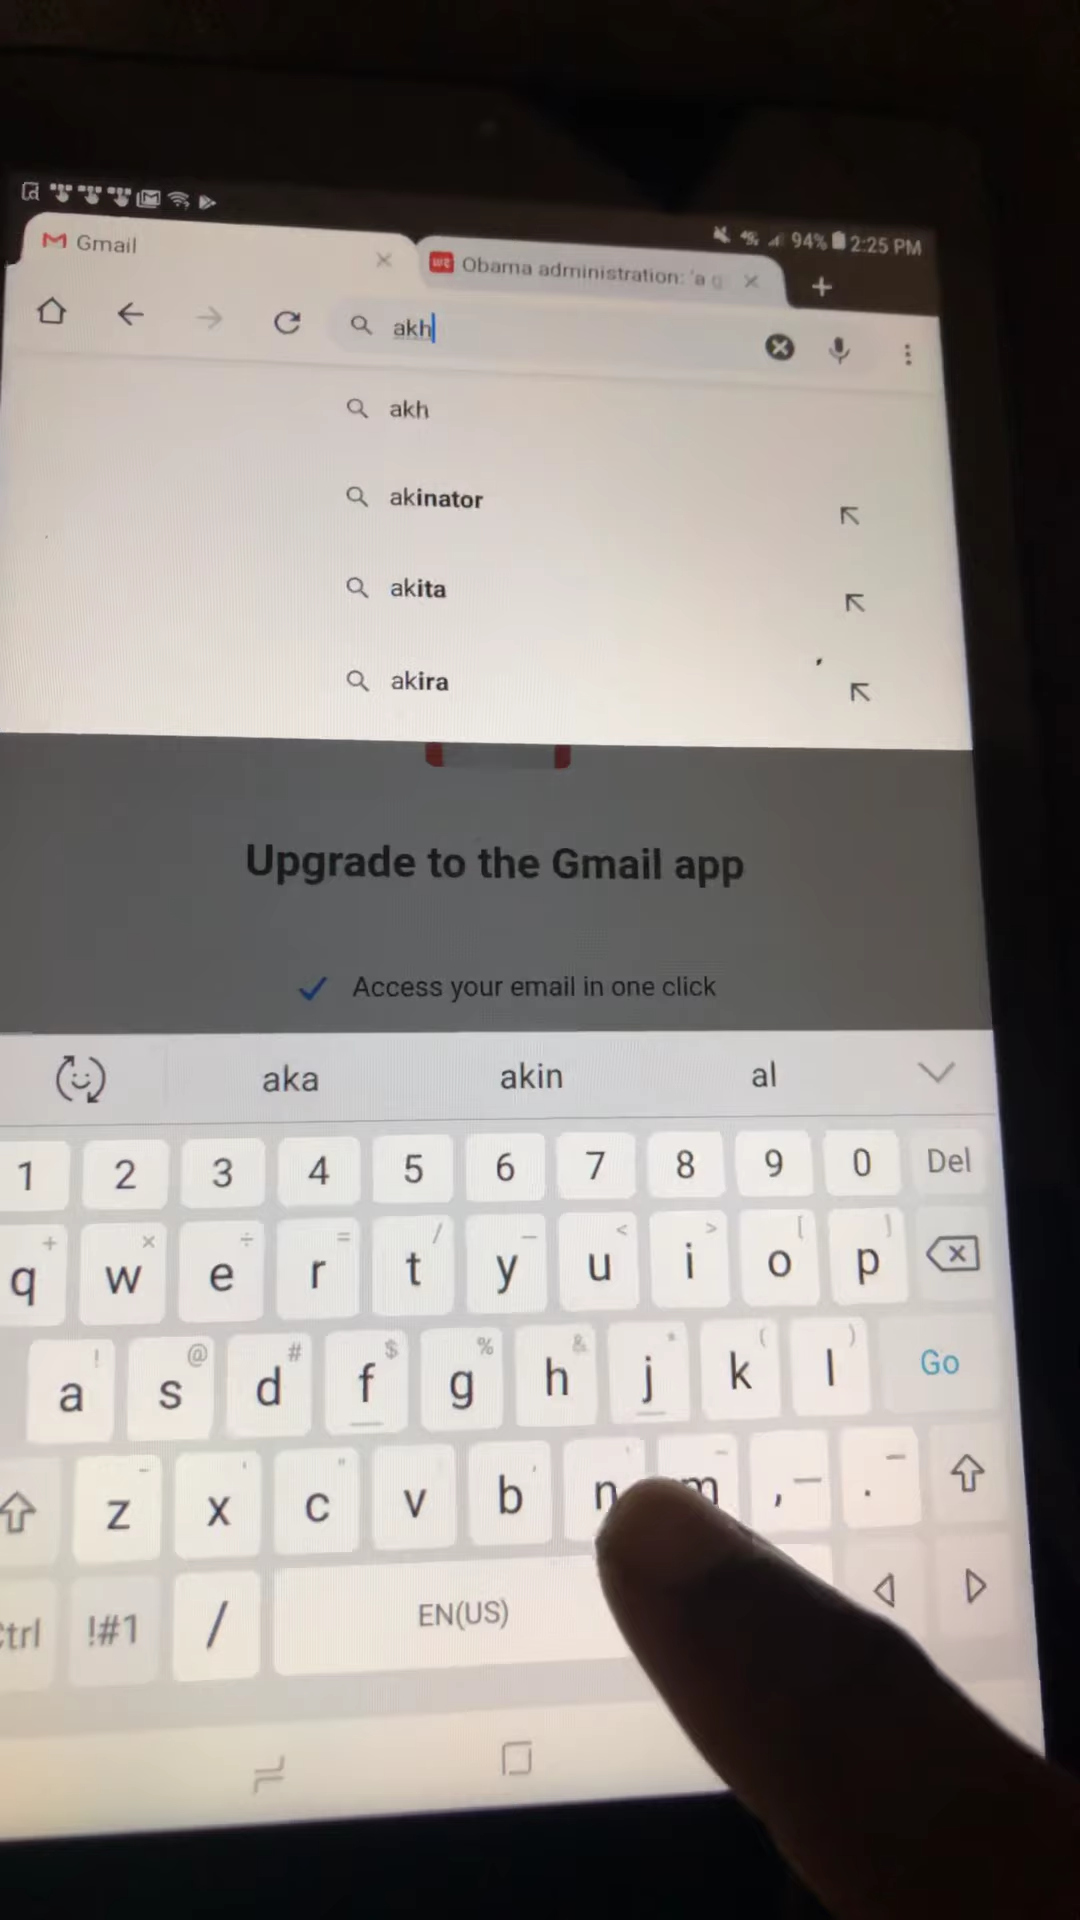 94% 2:25 PM
Gmail
Obama administration: 'a g
akh
akh
akinator
akita
akira
Upgrade to the Gmail app
Access your email in one click
aka akin al
1 2 3 4 5 6 7 8 9 0 Del
q w e r t y u i o p
a s d f g h j k l Go
z x c v b n m , .
Ctrl !#1 / EN(US)